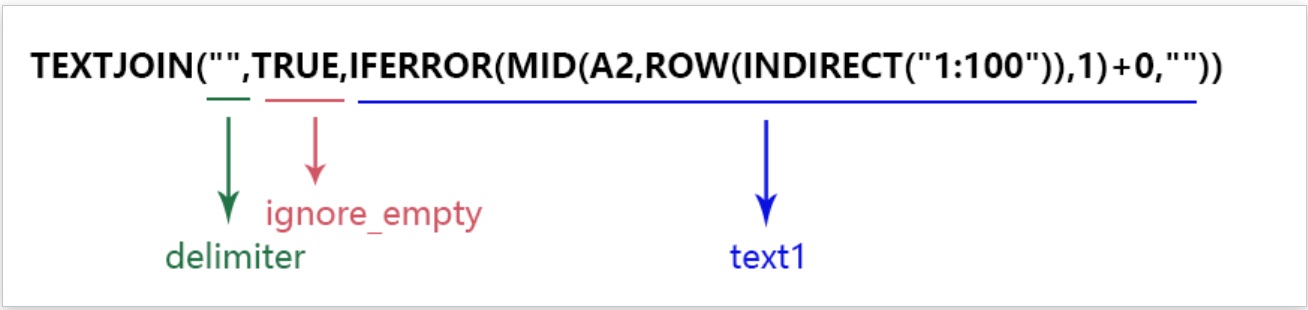 TEXTJOIN("",TRUE,IFERROR(MID(A2,ROW(INDIRECT("1:100")),1)+0,""))
ignore_empty
delimiter
text1